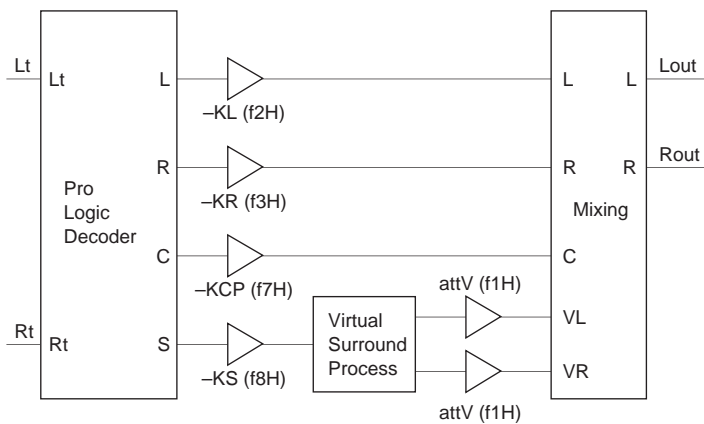 Lt
Lt
L
–KL (f2H)
L
L
Lout
R
–KR (f3H)
R
R
Rout
Pro
Logic
Decoder
Mixing
C
–KCP (f7H)
C
attV (f1H)
Rt
Rt
S
–KS (f8H)
Virtual
Surround
Process
VL
VR
attV (f1H)